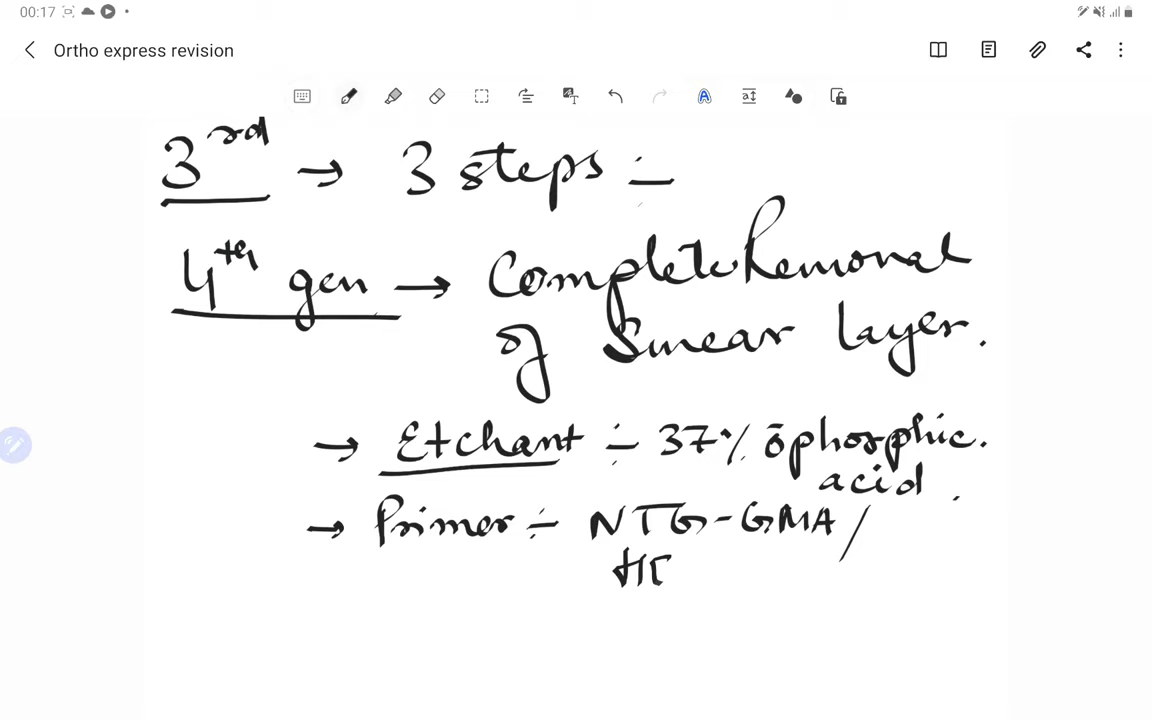 00:17
Ortho express revision
3rd → 3 steps :-
4th gen → Complete Removal
of Smear layer.
→ Etchant :- 37% ōphosphic.
acid.
→ Primer :- NTG-GMA/